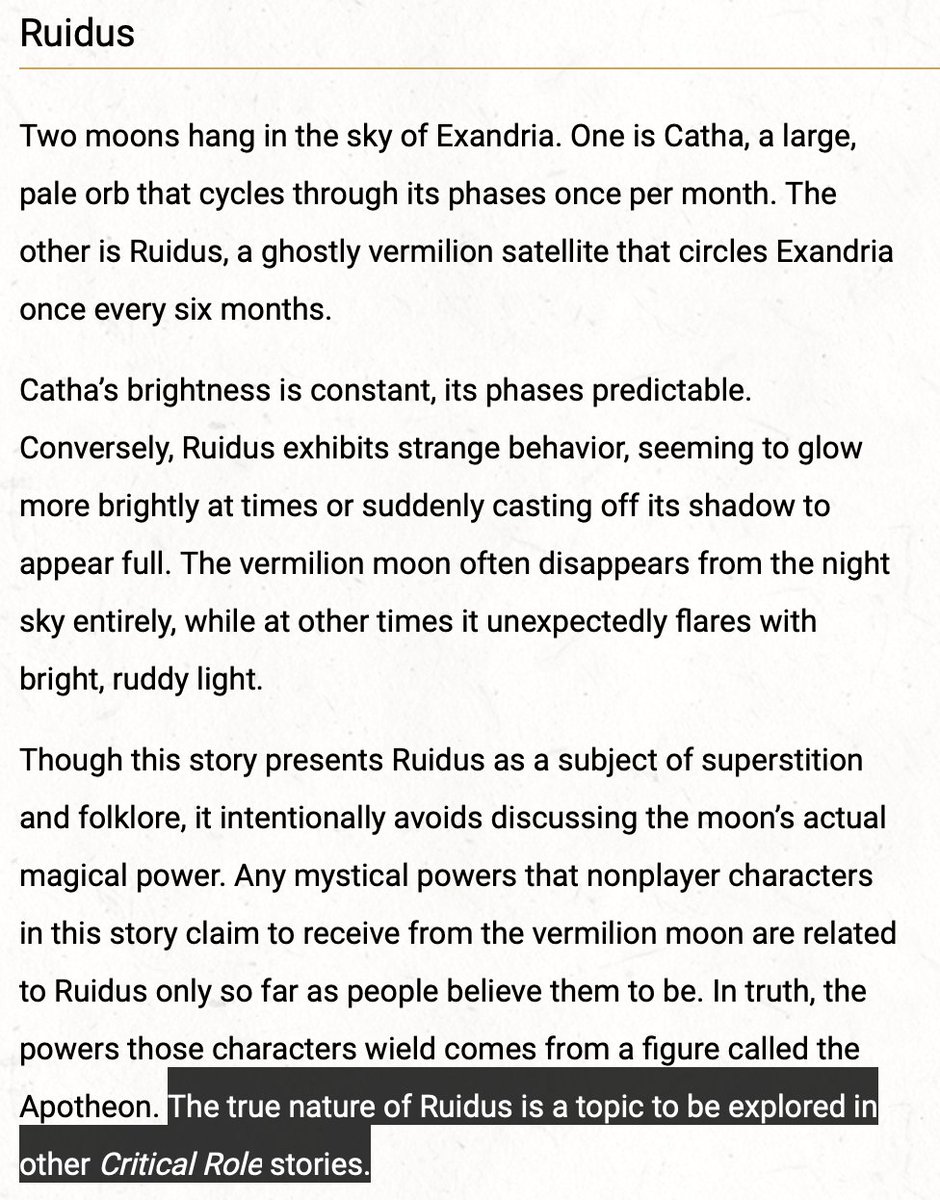 Ruidus
Two moons hang in the sky of Exandria. One is Catha, a large,
pale orb that cycles through its phases once per month. The
other is Ruidus, a ghostly vermilion satellite that circles Exandria
once every six months.
Catha’s brightness is constant, its phases predictable.
Conversely, Ruidus exhibits strange behavior, seeming to glow
more brightly at times or suddenly casting off its shadow to
appear full. The vermilion moon often disappears from the night
sky entirely, while at other times it unexpectedly flares with
bright, ruddy light.
Though this story presents Ruidus as a subject of superstition
and folklore, it intentionally avoids discussing the moon’s actual
magical power. Any mystical powers that nonplayer characters
in this story claim to receive from the vermilion moon are related
to Ruidus only so far as people believe them to be. In truth, the
powers those characters wield comes from a figure called the
Apotheon. The true nature of Ruidus is a topic to be explored in
other Critical Role stories.